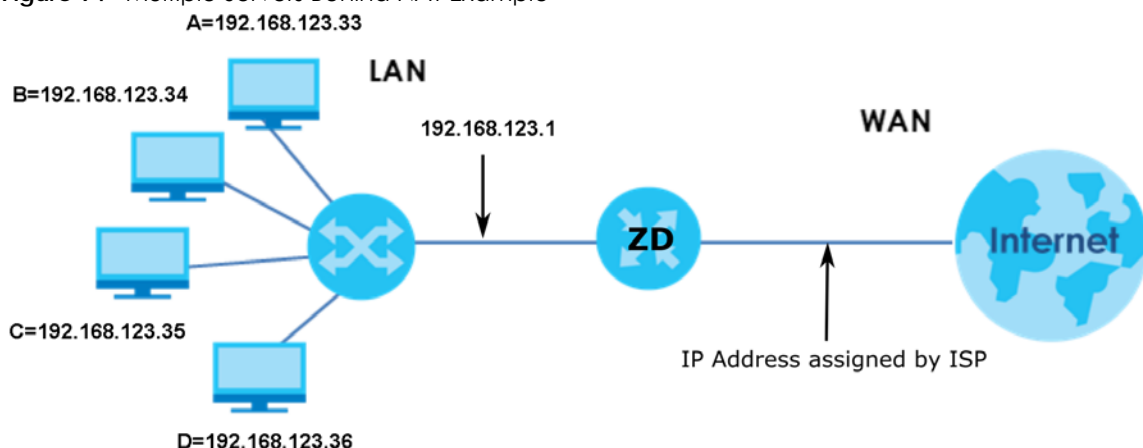 A=192.168.123.33
LAN
B=192.168.123.34
192.168.123.1
WAN
ZD
Internet
C=192.168.123.35
IP Address assigned by ISP
D=192.168.123.36